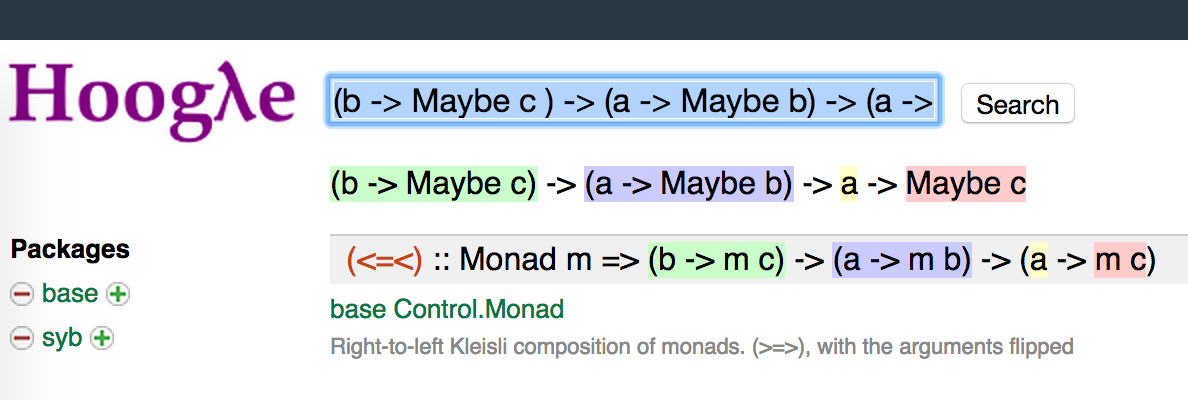 Hoogλe
(b -> Maybe c ) -> (a -> Maybe b) -> (a ->
Search
(b -> Maybe c) -> (a -> Maybe b) -> a -> Maybe c
Packages
base
syb
(<=<) :: Monad m => (b -> m c) -> (a -> m b) -> (a -> m c)
base Control.Monad
Right-to-left Kleisli composition of monads. (>=>), with the arguments flipped